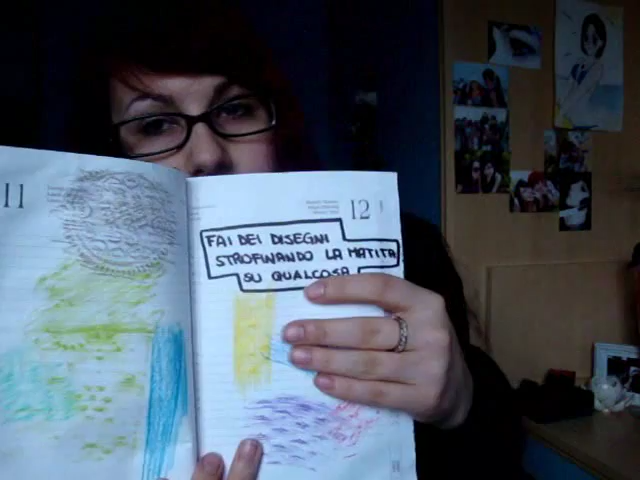 11
12
FAI DEI DISEGNI
STROFINANDO LA MATITA
SU QUALCOSA